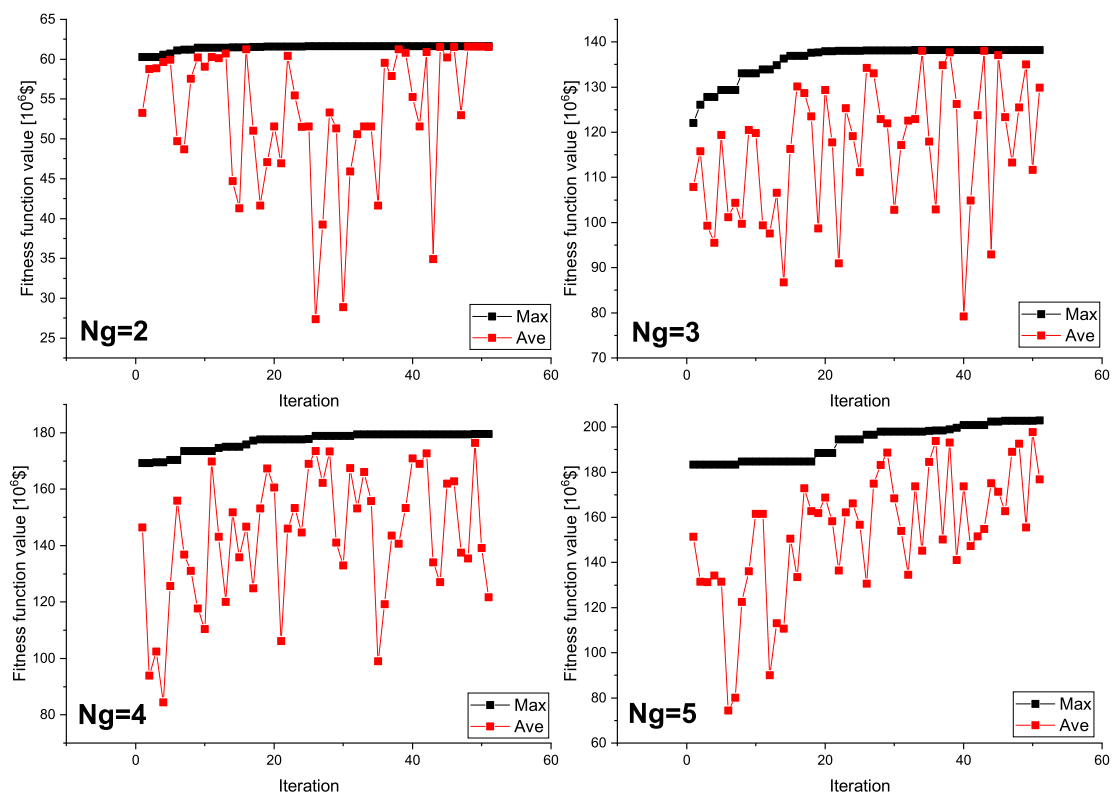 65
60
55
50
45
40
35
30
25
Fitness function value [10⁶$]
Ng=2
Max
Ave
0
20
40
60
Iteration
140
130
120
110
100
90
80
70
Fitness function value [10⁶$]
Ng=3
Max
Ave
0
20
40
60
Iteration
180
160
140
120
100
80
Fitness function value [10⁶$]
Ng=4
Max
Ave
0
20
40
60
Iteration
200
180
160
140
120
100
80
60
Fitness function value [10⁶$]
Ng=5
Max
Ave
0
20
40
60
Iteration